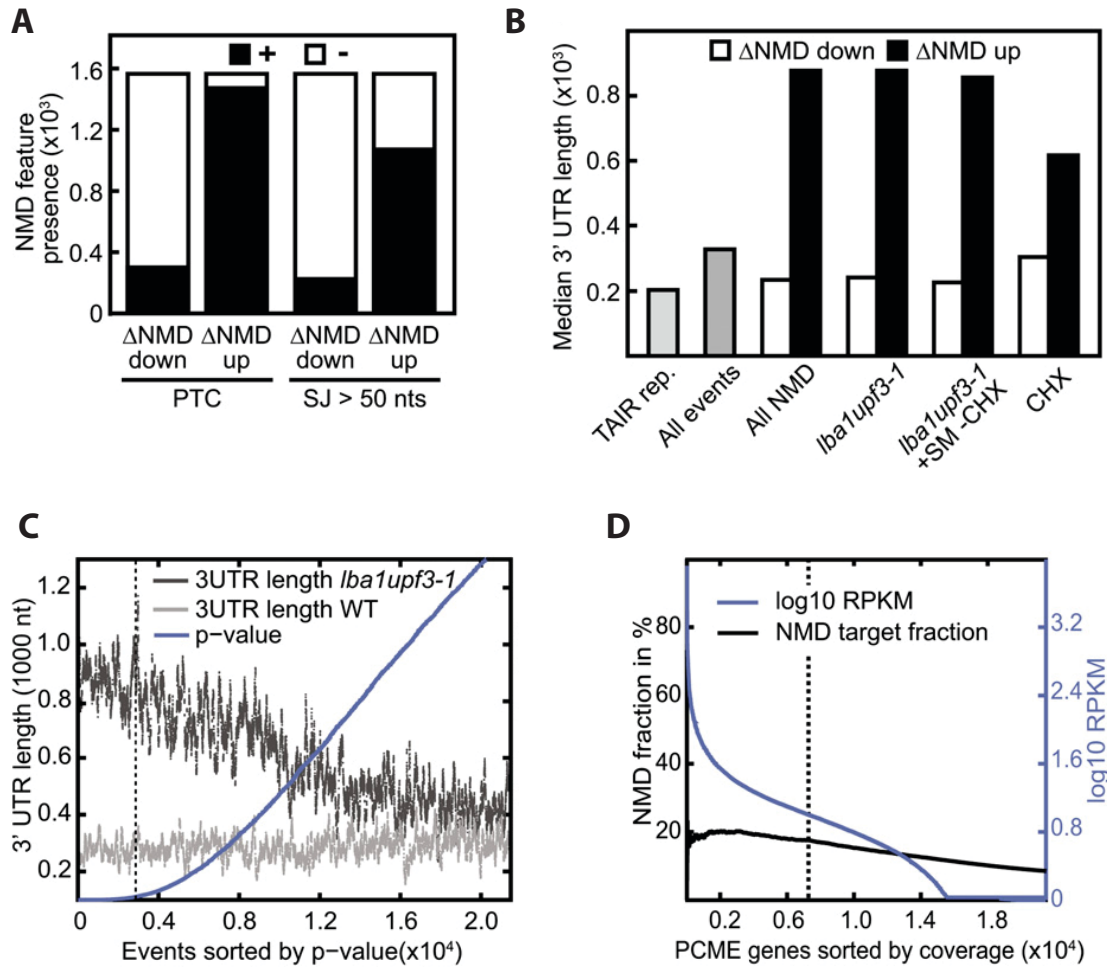 A
NMD feature
presence (x10³)
1.6
1.2
0.8
0.4
0
+ -
ΔNMD
down
ΔNMD
up
ΔNMD
down
ΔNMD
up
PTC
SJ > 50 nts
B
Median 3' UTR length (x10³)
0.8
0.6
0.4
0.2
ΔNMD down
ΔNMD up
TAIR rep.
All events
All NMD
lba1upf3-1
lba1upf3-1
+SM -CHX
CHX
C
3' UTR length (1000 nt)
1.2
1.0
0.8
0.6
0.4
0.2
3UTR length lba1upf3-1
3UTR length WT
p-value
0 0.4 0.8 1.2 1.6 2.0
Events sorted by p-value(x10⁴)
D
NMD fraction in %
80
60
40
20
log10 RPKM
NMD target fraction
3.2
2.4
1.6
0.8
0
log10 RPKM
0.2 0.6 1.0 1.4 1.8
PCME genes sorted by coverage (x10⁴)